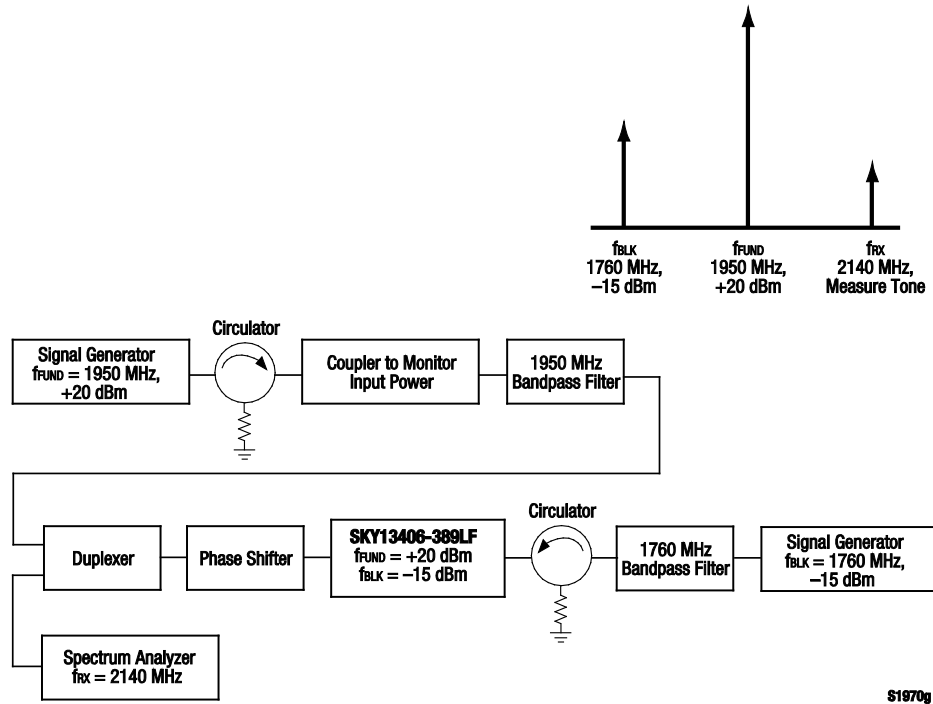 fBLK
1760 MHz,
–15 dBm
fFUND
1950 MHz,
+20 dBm
fRX
2140 MHz,
Measure Tone
Signal Generator
fFUND = 1950 MHz,
+20 dBm
Circulator
Coupler to Monitor
Input Power
1950 MHz
Bandpass Filter
Duplexer
Phase Shifter
SKY13406-389LF
fFUND = +20 dBm
fBLK = –15 dBm
Circulator
1760 MHz
Bandpass Filter
Signal Generator
fBLK = 1760 MHz,
–15 dBm
Spectrum Analyzer
fRX = 2140 MHz
S1970g